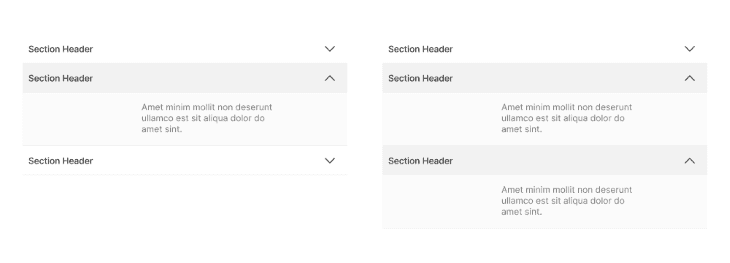 Section Header
Section Header
Amet minim mollit non deserunt
ullamco est sit aliqua dolor do
amet sint.
Section Header
Section Header
Section Header
Amet minim mollit non deserunt
ullamco est sit aliqua dolor do
amet sint.
Section Header
Amet minim mollit non deserunt
ullamco est sit aliqua dolor do
amet sint.